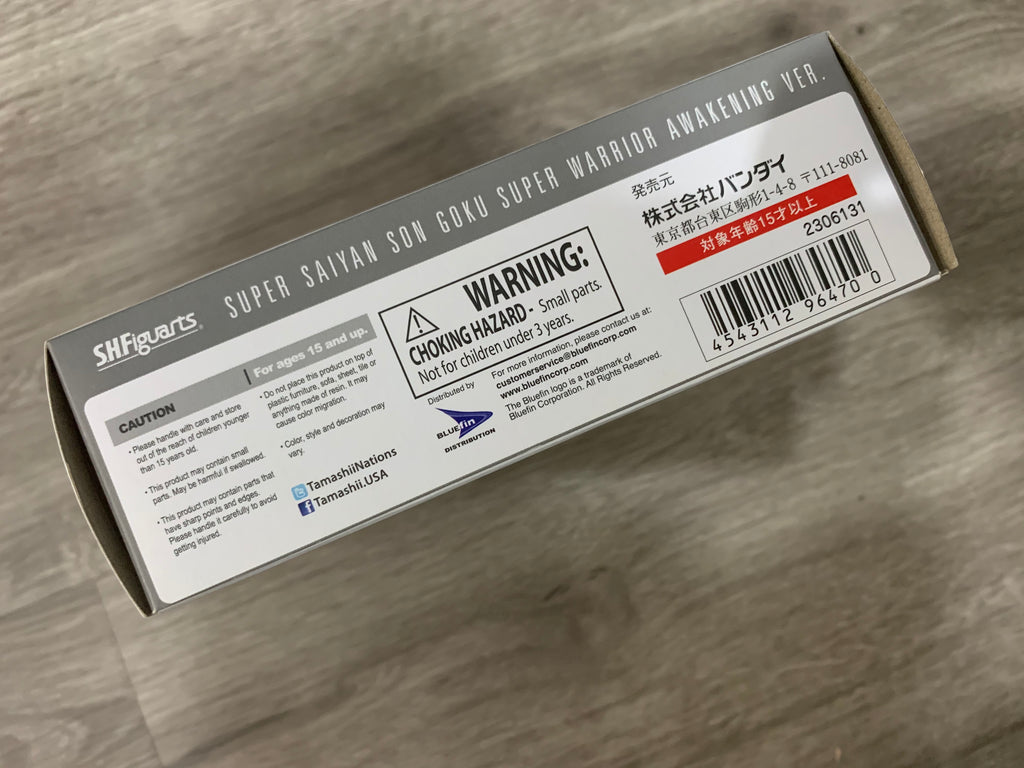 SUPER SAIYAN SON GOKU SUPER WARRIOR AWAKENING VER.
S.H.Figuarts
CAUTION
For ages 15 and up.
• Please handle with care and store
out of the reach of children younger
than 15 years old.
• This product may contain small
parts. May be harmful if swallowed.
• This product may contain parts that
have sharp points and edges.
Please handle it carefully to avoid
getting injured.
• Do not place this product on top of
plastic furniture, sofa, sheet, tile or
anything made of resin. It may
cause color migration.
• Color, style and decoration may
vary.
TamashiiNations
Tamashii.USA
WARNING:
CHOKING HAZARD - Small parts.
Not for children under 3 years.
Distributed by
BLUEfin
DISTRIBUTION
For more information, please contact us at:
customerservice@bluefincorp.com
www.bluefincorp.com
The Bluefin logo is a trademark of
Bluefin Corporation. All Rights Reserved.
発売元
株式会社バンダイ
東京都台東区駒形1-4-8 〒111-8081
対象年齢15才以上
2306131
4 543112 964700